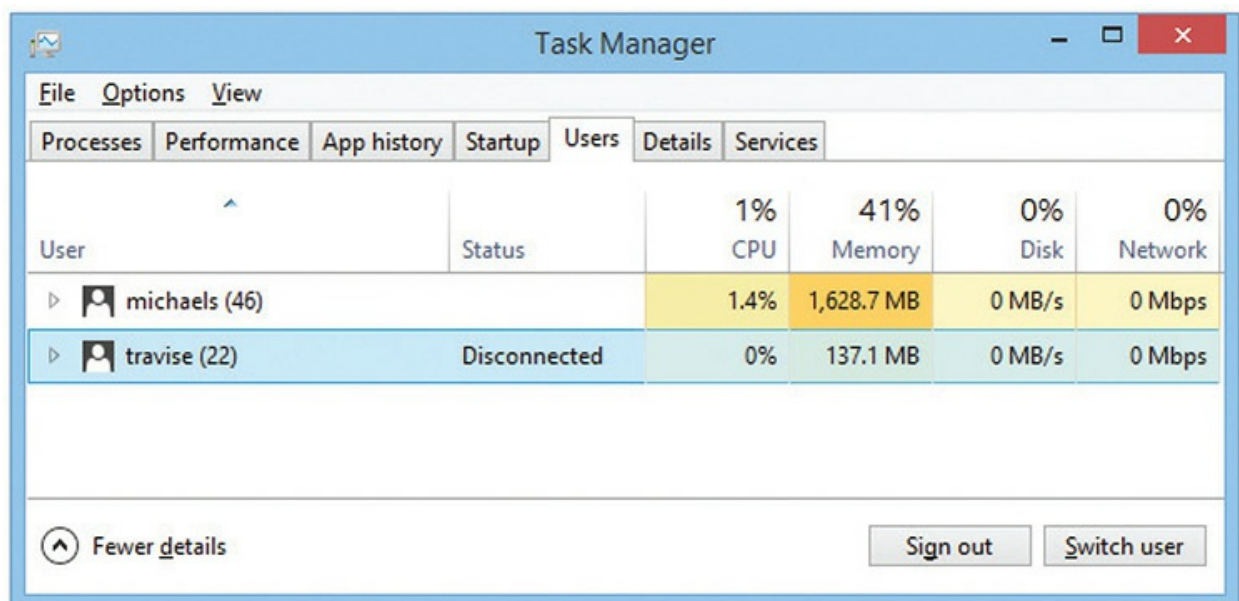 Task Manager
File Options View
Processes Performance App history Startup Users Details Services
1% 41% 0% 0%
User Status CPU Memory Disk Network
michaels (46) 1.4% 1,628.7 MB 0 MB/s 0 Mbps
travise (22) Disconnected 0% 137.1 MB 0 MB/s 0 Mbps
Fewer details Sign out Switch user